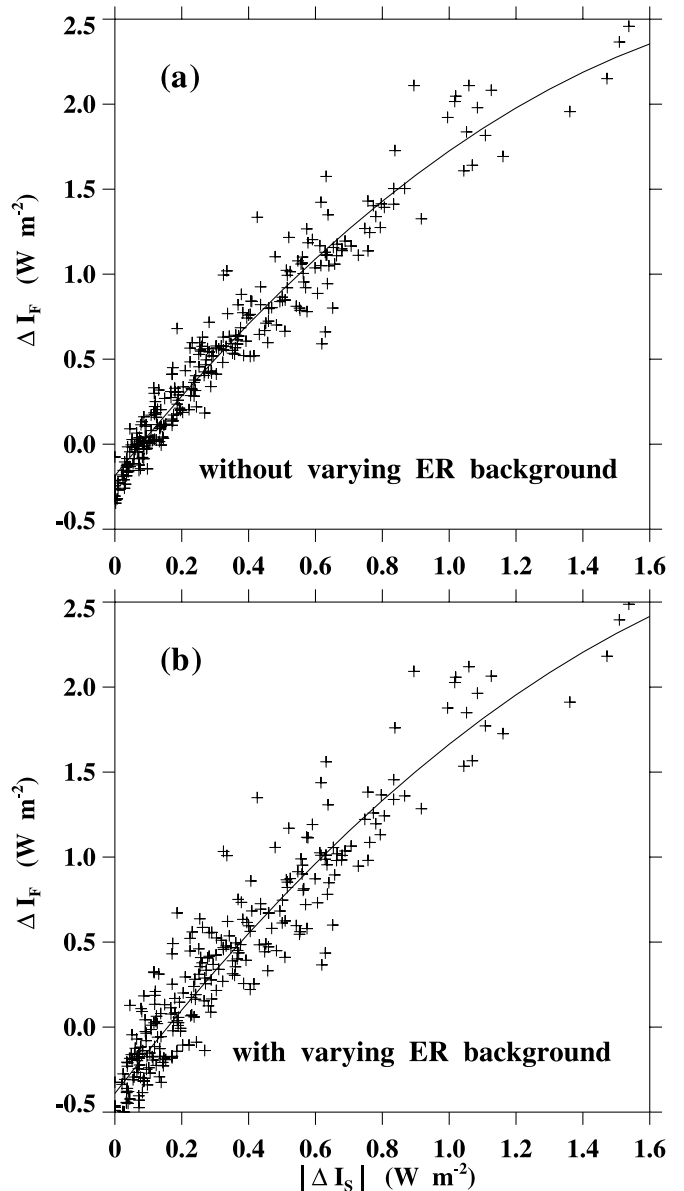 2.5
(a)
2.0
1.5
1.0
Δ I_F (W m⁻²)
0.5
0.0
without varying ER background
-0.5
0 0.2 0.4 0.6 0.8 1.0 1.2 1.4 1.6
2.5
(b)
2.0
1.5
1.0
Δ I_F (W m⁻²)
0.5
0.0
with varying ER background
-0.5
0 0.2 0.4 0.6 0.8 1.0 1.2 1.4 1.6
|Δ I_S| (W m⁻²)